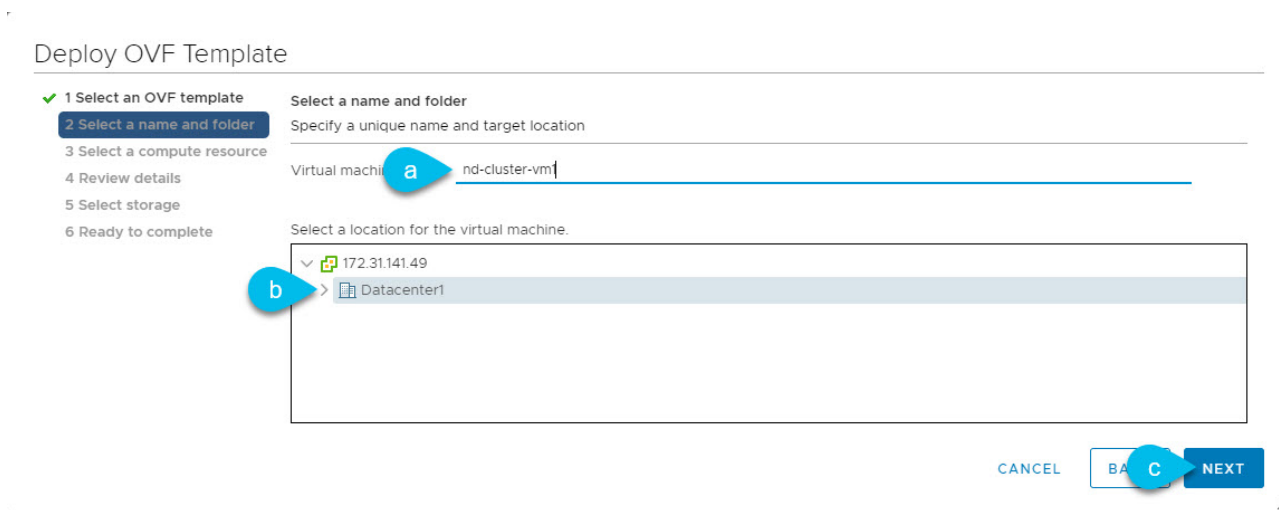 Deploy OVF Template
1 Select an OVF template
2 Select a name and folder
3 Select a compute resource
4 Review details
5 Select storage
6 Ready to complete
Select a name and folder
Specify a unique name and target location
Virtual machi a nd-cluster-vm1
Select a location for the virtual machine.
172.31.141.49
b Datacenter1
CANCEL BA c NEXT